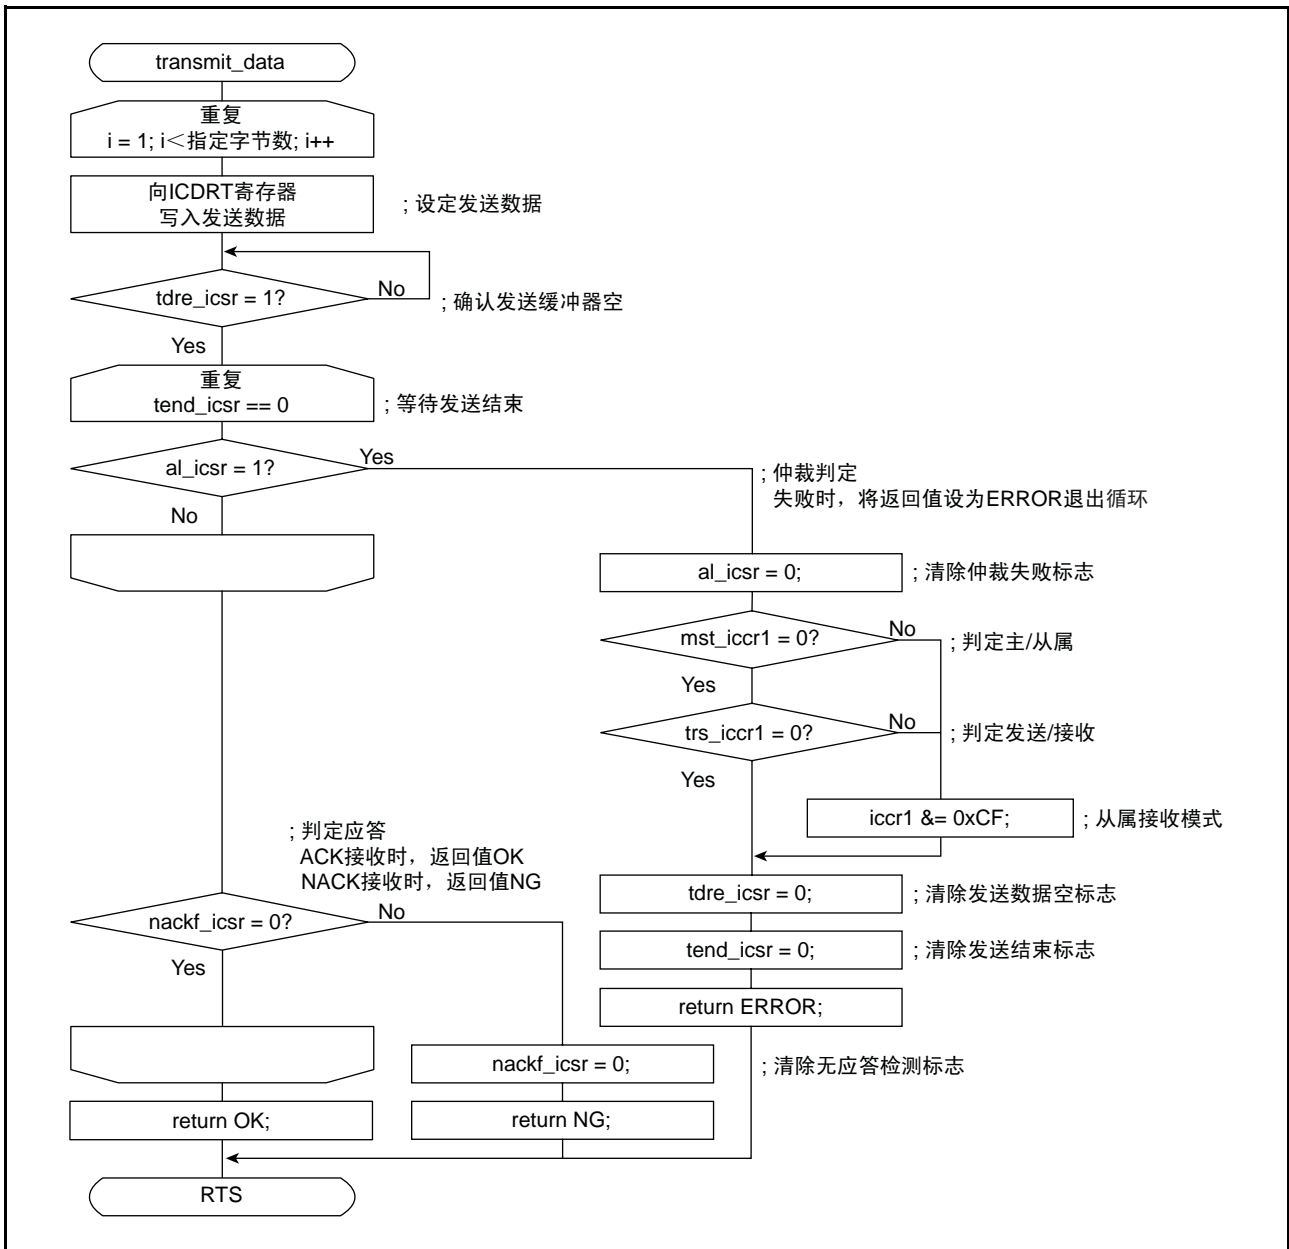 transmit_data
重复
i = 1; i＜指定字节数; i++
向ICDRT寄存器
写入发送数据
; 设定发送数据
tdre_icsr = 1?
No
; 确认发送缓冲器空
Yes
重复
tend_icsr == 0
; 等待发送结束
al_icsr = 1?
Yes
; 仲裁判定
失败时，将返回值设为ERROR退出循环
No
al_icsr = 0;
; 清除仲裁失败标志
mst_iccr1 = 0?
No
; 判定主/从属
Yes
trs_iccr1 = 0?
No
; 判定发送/接收
Yes
iccr1 &= 0xCF;
; 从属接收模式
; 判定应答
ACK接收时，返回值OK
NACK接收时，返回值NG
tdre_icsr = 0;
; 清除发送数据空标志
nackf_icsr = 0?
No
tend_icsr = 0;
; 清除发送结束标志
Yes
return ERROR;
nackf_icsr = 0;
; 清除无应答检测标志
return OK;
return NG;
RTS